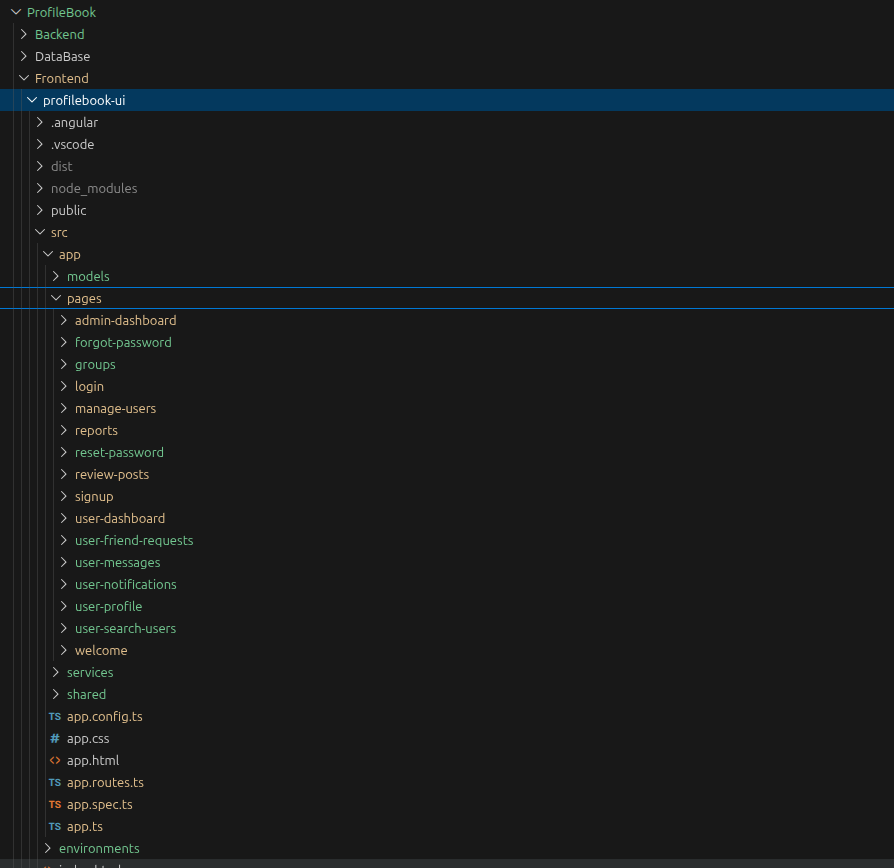 ProfileBook
Backend
DataBase
Frontend
profilebook-ui
.angular
.vscode
dist
node_modules
public
src
app
models
pages
admin-dashboard
forgot-password
groups
login
manage-users
reports
reset-password
review-posts
signup
user-dashboard
user-friend-requests
user-messages
user-notifications
user-profile
user-search-users
welcome
services
shared
TS app.config.ts
# app.css
<> app.html
TS app.routes.ts
TS app.spec.ts
TS app.ts
environments